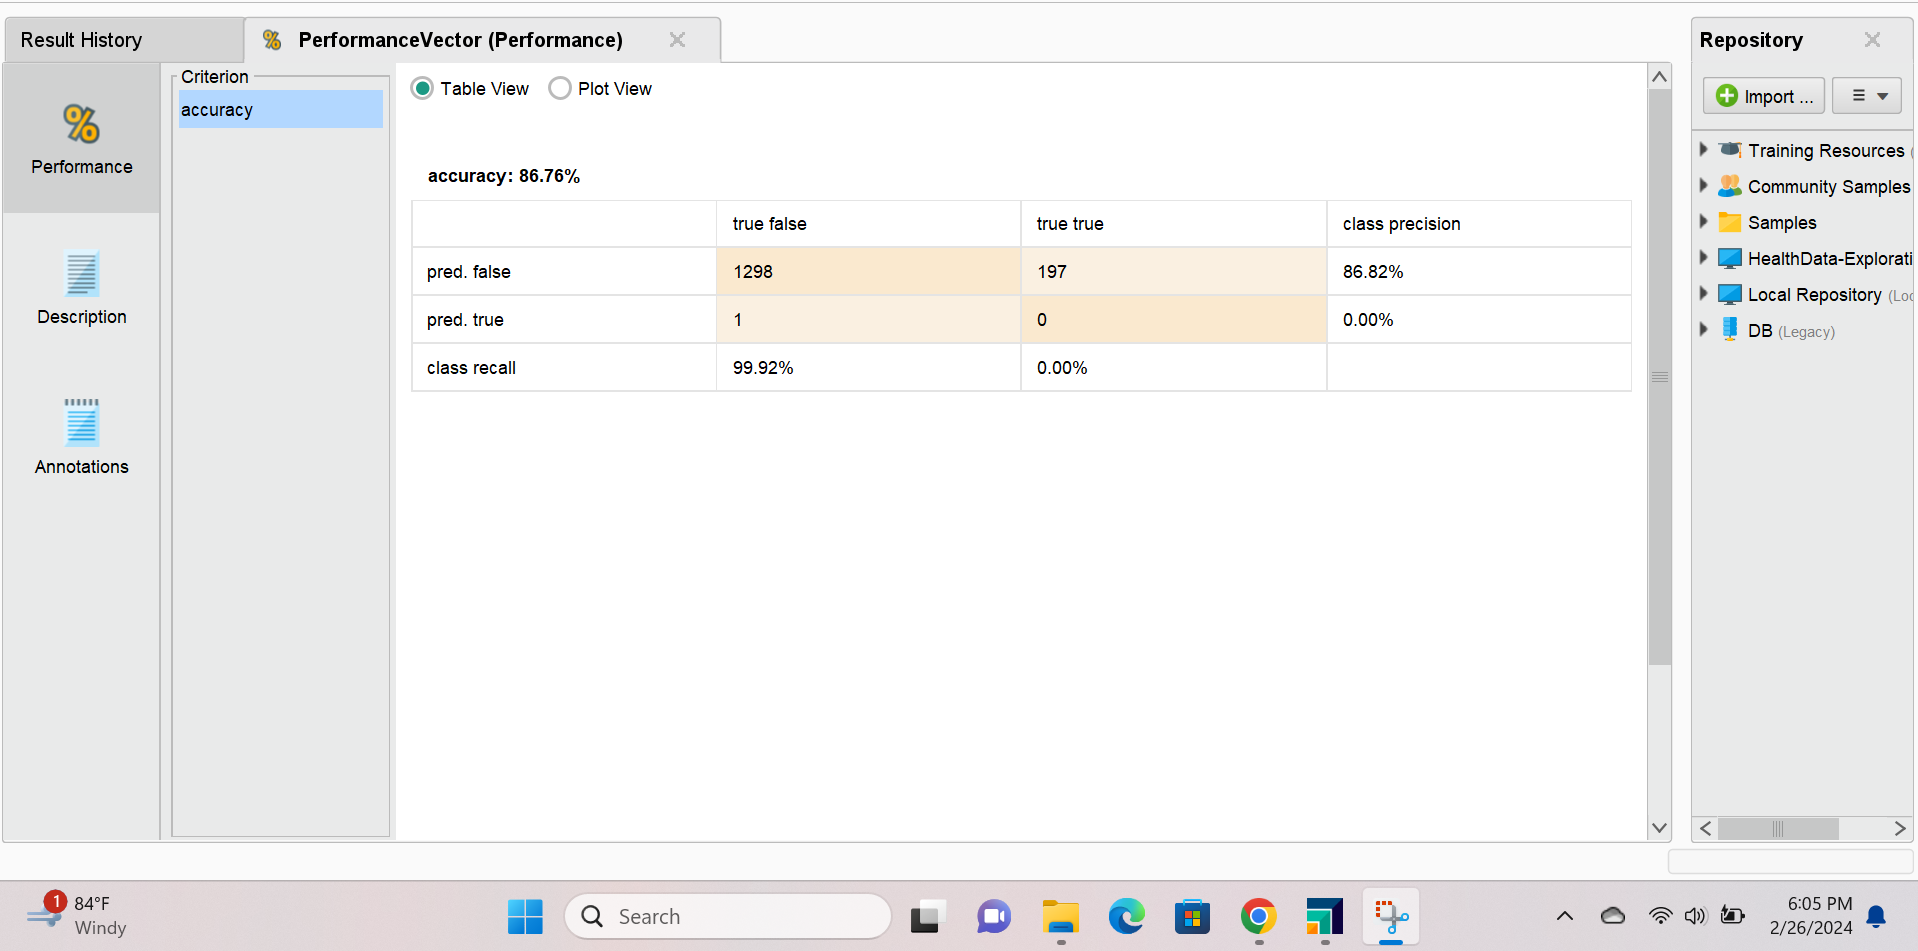 Result History
% PerformanceVector (Performance)
Repository
Criterion
accuracy
Table View
Plot View
Import ...
%
Performance
Training Resources (
accuracy: 86.76%
Community Samples
true false true true class precision
Samples
pred. false 1298 197 86.82%
HealthData-Explorati
Description
pred. true 1 0 0.00%
Local Repository (Loc
DB (Legacy)
class recall 99.92% 0.00%
Annotations
1
84°F
Windy
Search
6:05 PM
2/26/2024